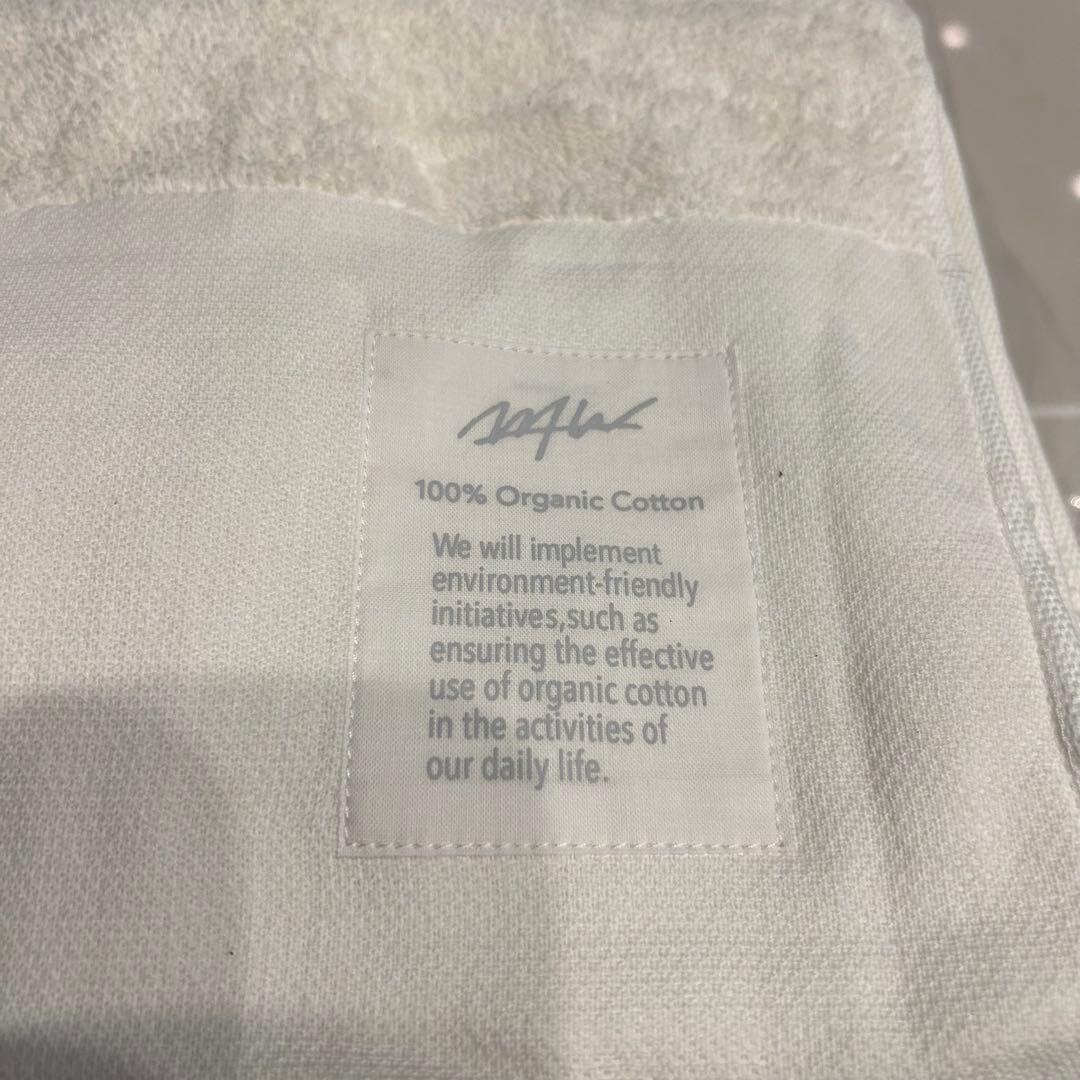 100% Organic Cotton
We will implement
environment-friendly
initiatives,such as
ensuring the effective
use of organic cotton
in the activities of
our daily life.